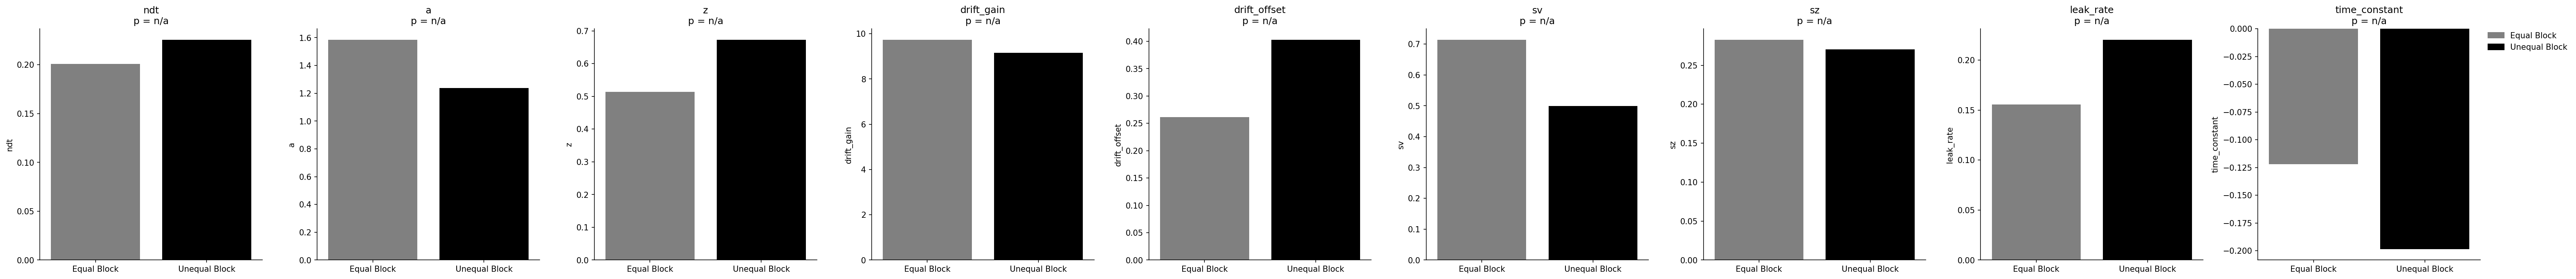 ndt
p = n/a
0.20
0.15
0.10
0.05
0.00
ndt
Equal Block
Unequal Block
a
p = n/a
1.6
1.4
1.2
1.0
0.8
0.6
0.4
0.2
0.0
a
Equal Block
Unequal Block
z
p = n/a
0.7
0.6
0.5
0.4
0.3
0.2
0.1
0.0
z
Equal Block
Unequal Block
drift_gain
p = n/a
10
8
6
4
2
0
drift_gain
Equal Block
Unequal Block
drift_offset
p = n/a
0.40
0.35
0.30
0.25
0.20
0.15
0.10
0.05
0.00
drift_offset
Equal Block
Unequal Block
sv
p = n/a
0.7
0.6
0.5
0.4
0.3
0.2
0.1
0.0
sv
Equal Block
Unequal Block
sz
p = n/a
0.25
0.20
0.15
0.10
0.05
0.00
sz
Equal Block
Unequal Block
leak_rate
p = n/a
0.20
0.15
0.10
0.05
0.00
leak_rate
Equal Block
Unequal Block
time_constant
p = n/a
0.000
−0.025
−0.050
−0.075
−0.100
−0.125
−0.150
−0.175
−0.200
time_constant
Equal Block
Unequal Block
Equal Block
Unequal Block